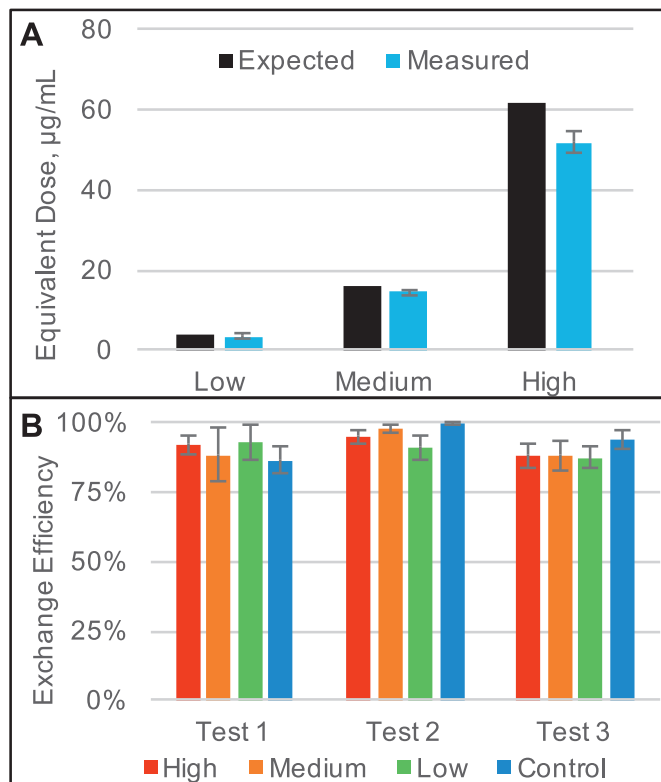 A
80
Expected Measured
60
40
20
0
Equivalent Dose, µg/mL
Low Medium High
B
100%
75%
50%
25%
0%
Exchange Efficiency
Test 1 Test 2 Test 3
High Medium Low Control